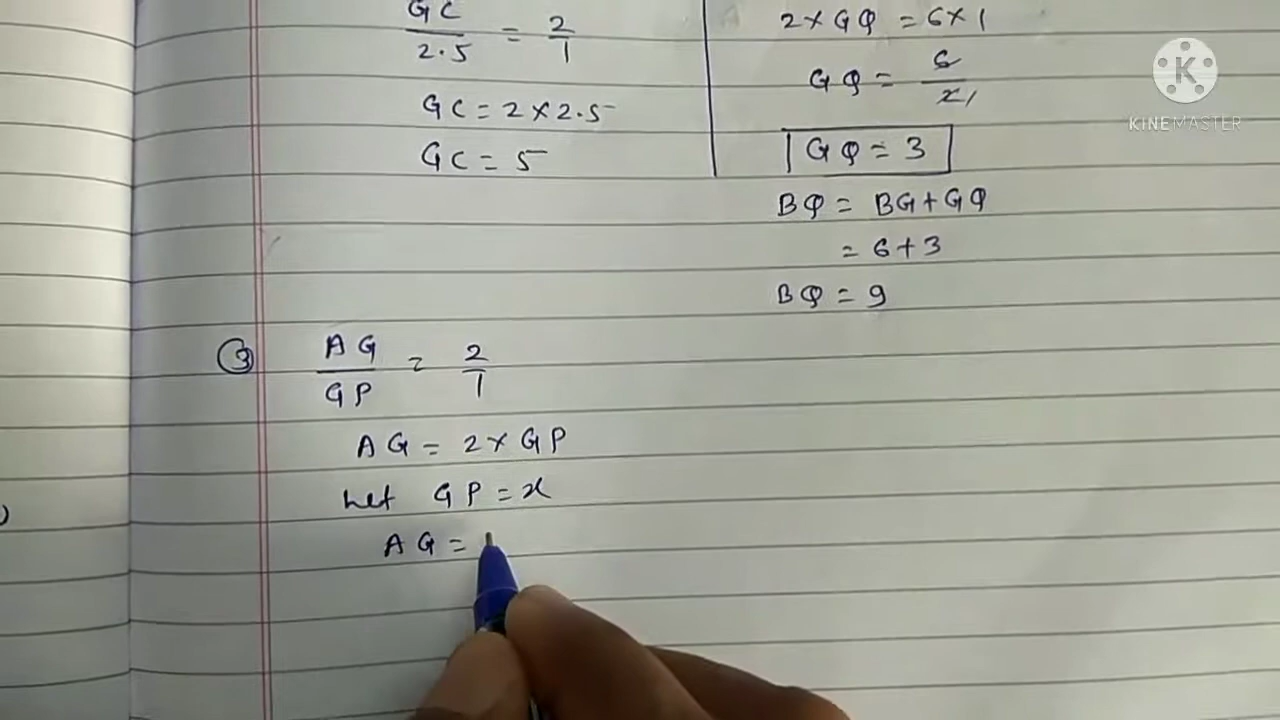 GC/2.5 = 2/1
GC = 2 × 2.5
GC = 5
2 × GQ = 6 × 1
GQ = 6/2
GQ = 3
BQ = BG + GQ
= 6 + 3
BQ = 9
③ AG/GP = 2/1
AG = 2 × GP
Let GP = x
AG =
KINEMASTER